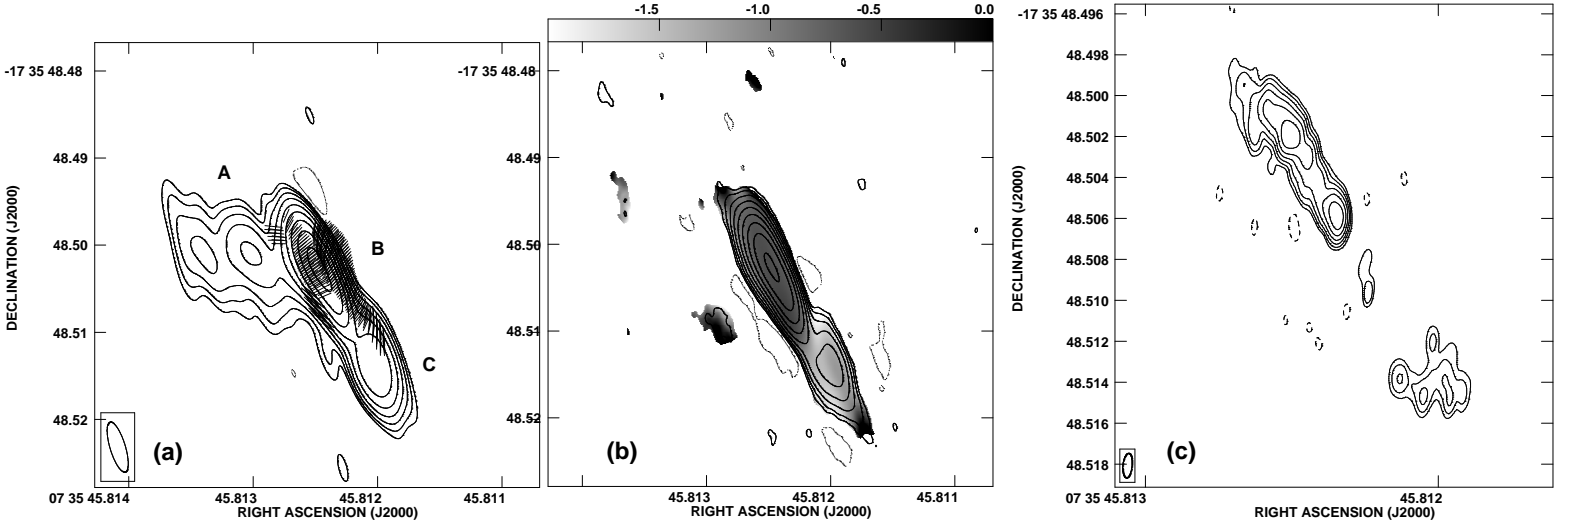 -1.5 -1.0 -0.5 0.0
-17 35 48.48
48.49
48.50
48.51
48.52
DECLINATION (J2000)
A
B
C
(a)
07 35 45.814 45.813 45.812 45.811
RIGHT ASCENSION (J2000)
-17 35 48.48
48.49
48.50
48.51
48.52
(b)
45.813 45.812 45.811
RIGHT ASCENSION (J2000)
-17 35 48.496
48.498
48.500
48.502
48.504
48.506
48.508
48.510
48.512
48.514
48.516
48.518
DECLINATION (J2000)
(c)
07 35 45.813 45.812
RIGHT ASCENSION (J2000)